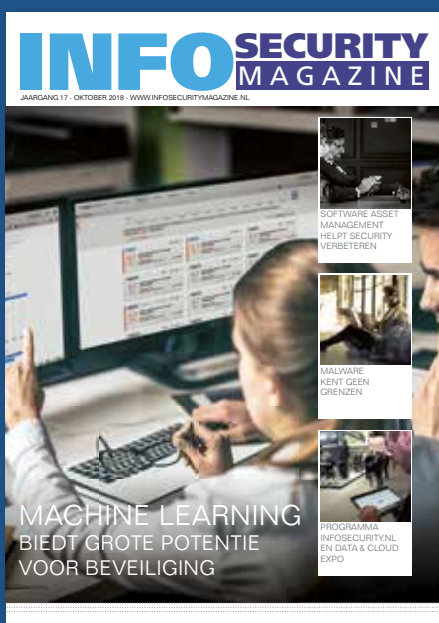 INFO SECURITY
MAGAZINE
JAARGANG 17 - OKTOBER 2018 - WWW.INFOSECURITYMAGAZINE.NL
SOFTWARE ASSET
MANAGEMENT
HELPT SECURITY
VERBETEREN
MALWARE
KENT GEEN
GRENZEN
PROGRAMMA
INFOSECURITY.NL
EN DATA & CLOUD
EXPO
MACHINE LEARNING
BIEDT GROTE POTENTIE
VOOR BEVEILIGING